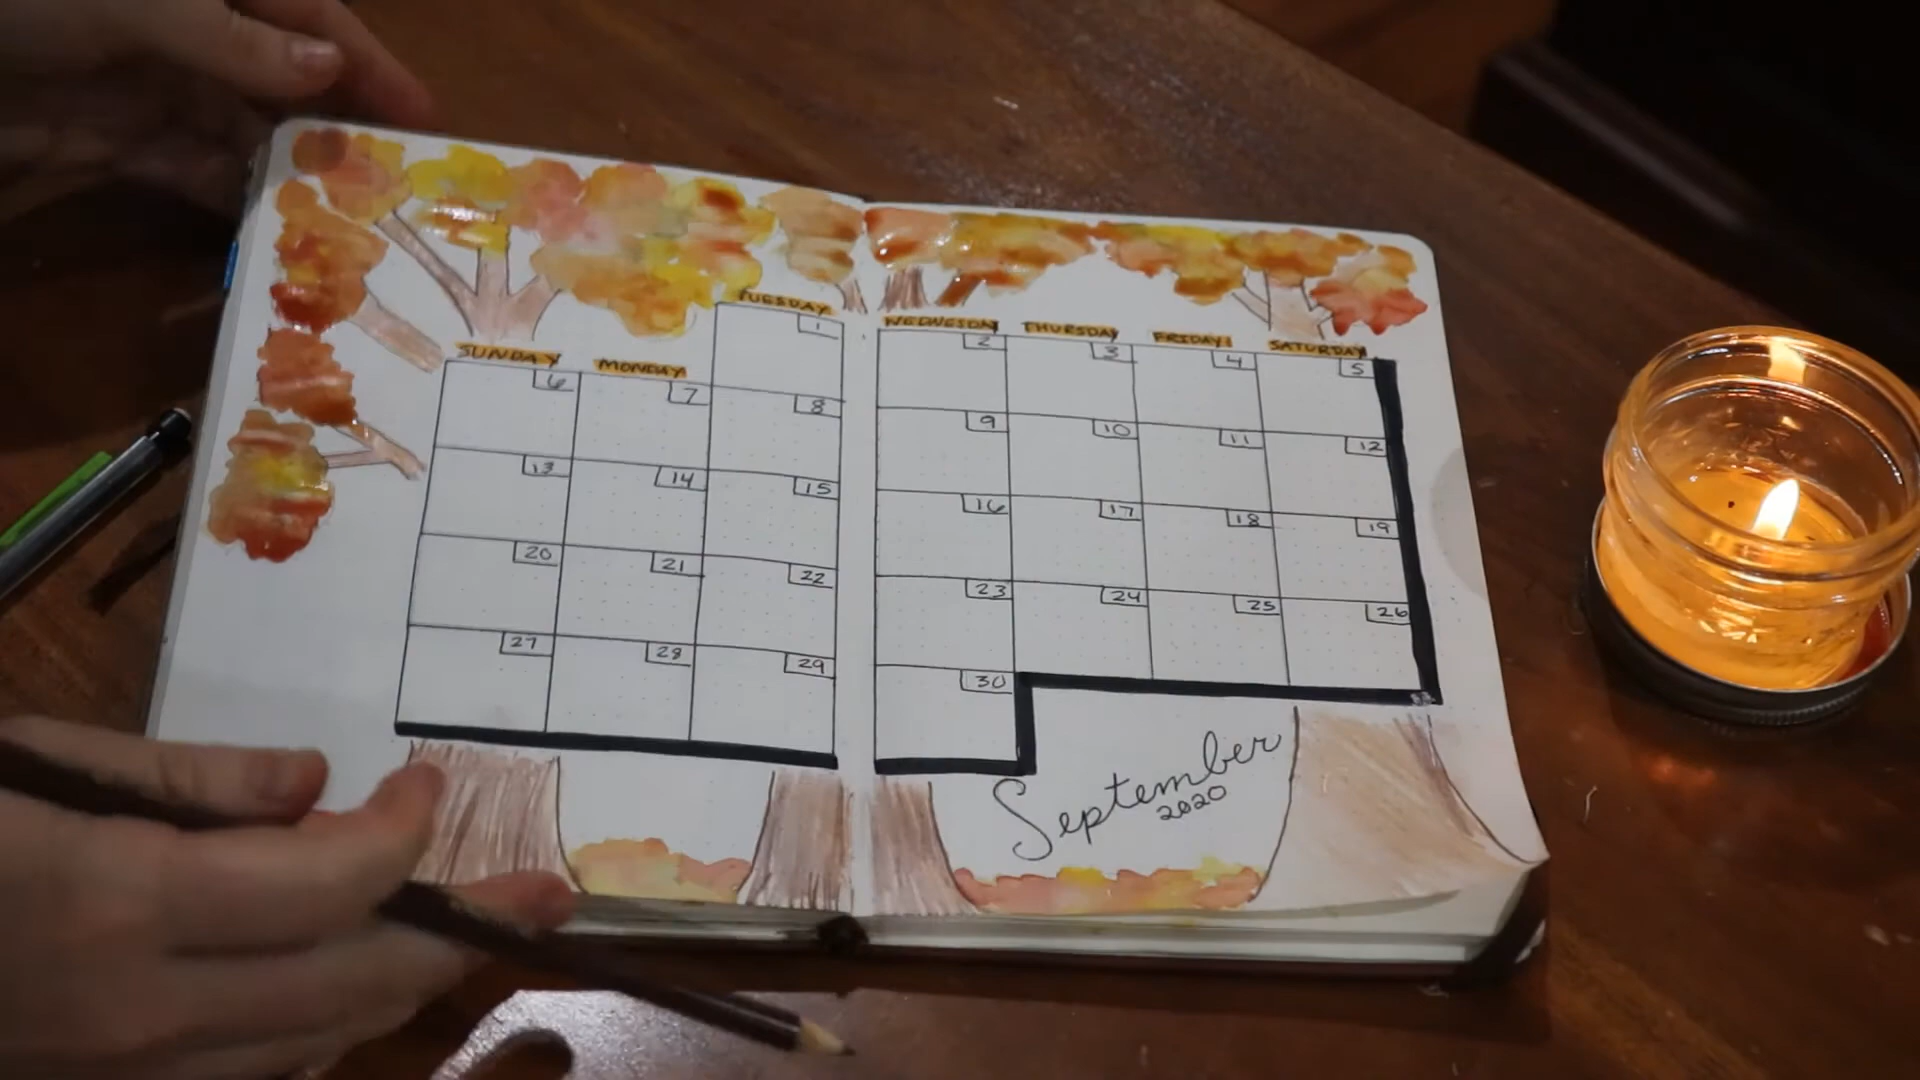 TUESDAY
SUNDAY MONDAY
WEDNESDAY THURSDAY FRIDAY SATURDAY
1 2 3 4 5
6 7 8 9 10 11 12
13 14 15 16 17 18 19
20 21 22 23 24 25 26
27 28 29 30
September
2020